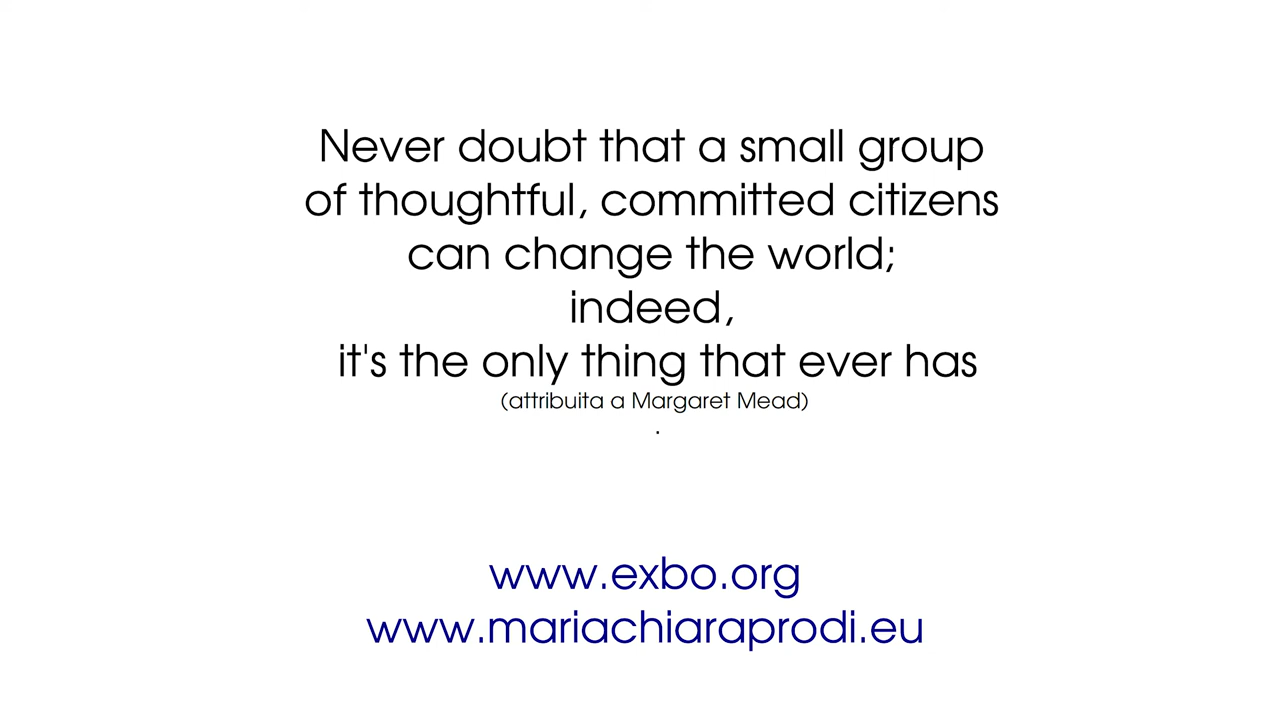 Never doubt that a small group
of thoughtful, committed citizens
can change the world;
indeed,
it's the only thing that ever has
(attribuita a Margaret Mead)
.
www.exbo.org
www.mariachiaraprodi.eu